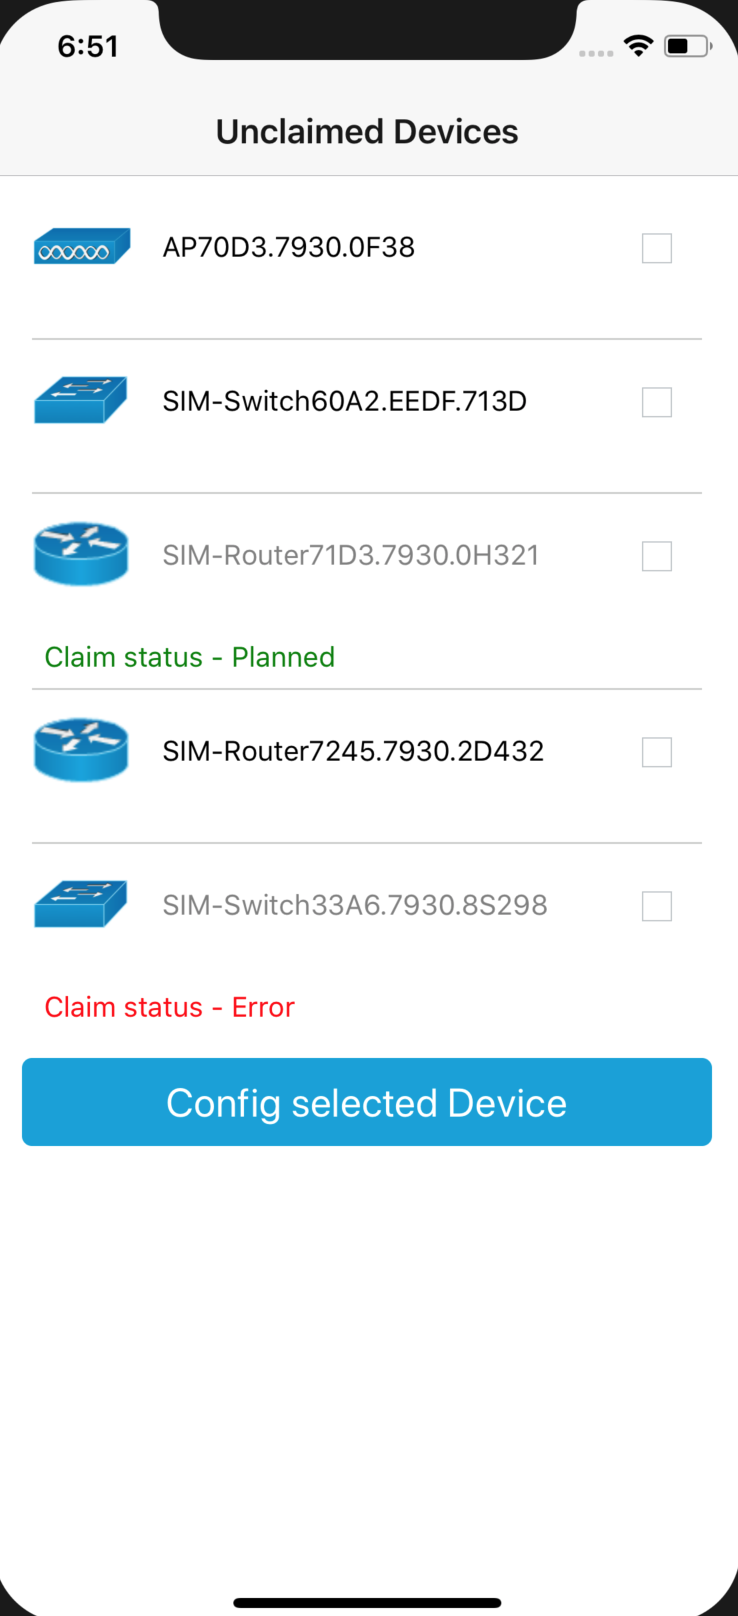 6:51
Unclaimed Devices
AP70D3.7930.0F38
SIM-Switch60A2.EEDF.713D
SIM-Router71D3.7930.0H321
Claim status - Planned
SIM-Router7245.7930.2D432
SIM-Switch33A6.7930.8S298
Claim status - Error
Config selected Device